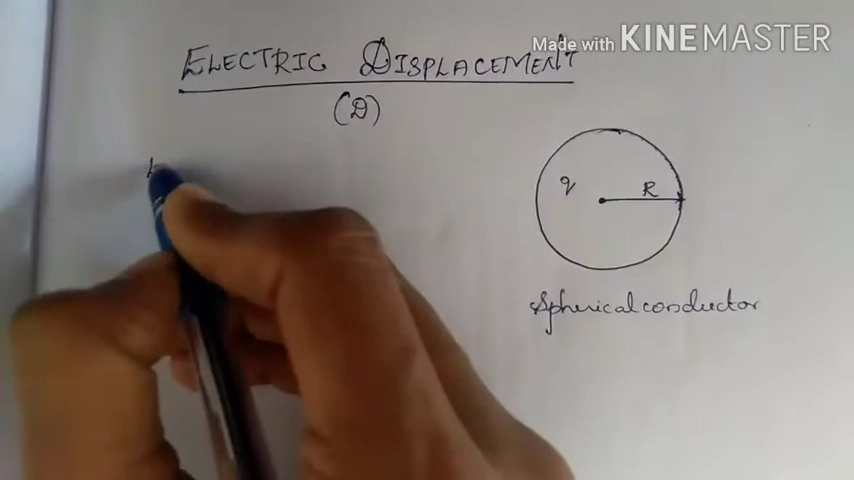 Made with KINEMASTER
ELECTRIC DISPLACEMENT
(D)
q R
Spherical conductor